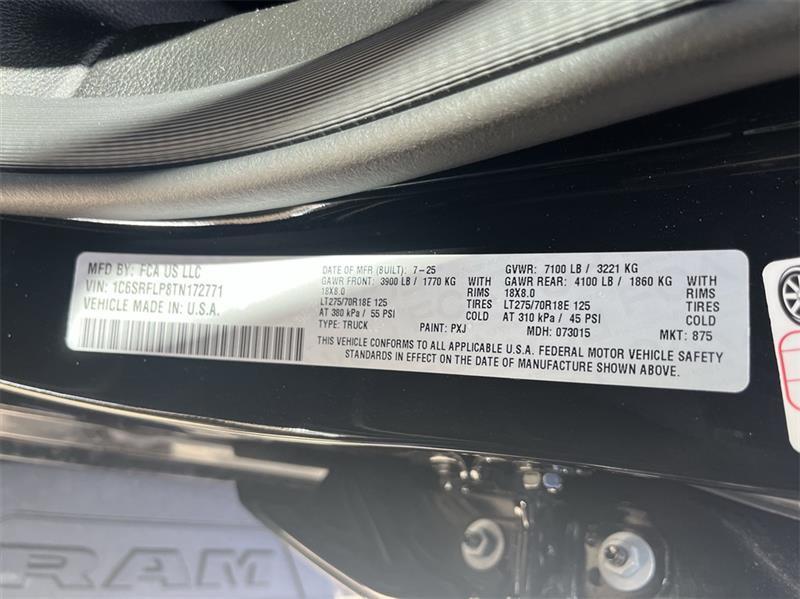 MFD BY: FCA US LLC
VIN: 1C6SRFLP8TN172771
VEHICLE MADE IN: U.S.A.
DATE OF MFR (BUILT): 7-25 GVWR: 7100 LB / 3221 KG
GAWR FRONT: 3900 LB / 1770 KG WITH GAWR REAR: 4100 LB / 1860 KG WITH
18X8.0 RIMS 18X8.0 RIMS
LT275/70R18E 125 TIRES LT275/70R18E 125 TIRES
AT 380 kPa / 55 PSI COLD AT 310 kPa / 45 PSI COLD
TYPE: TRUCK PAINT: PXJ MDH: 073015 MKT: 875
THIS VEHICLE CONFORMS TO ALL APPLICABLE U.S.A. FEDERAL MOTOR VEHICLE SAFETY
STANDARDS IN EFFECT ON THE DATE OF MANUFACTURE SHOWN ABOVE.
RAM